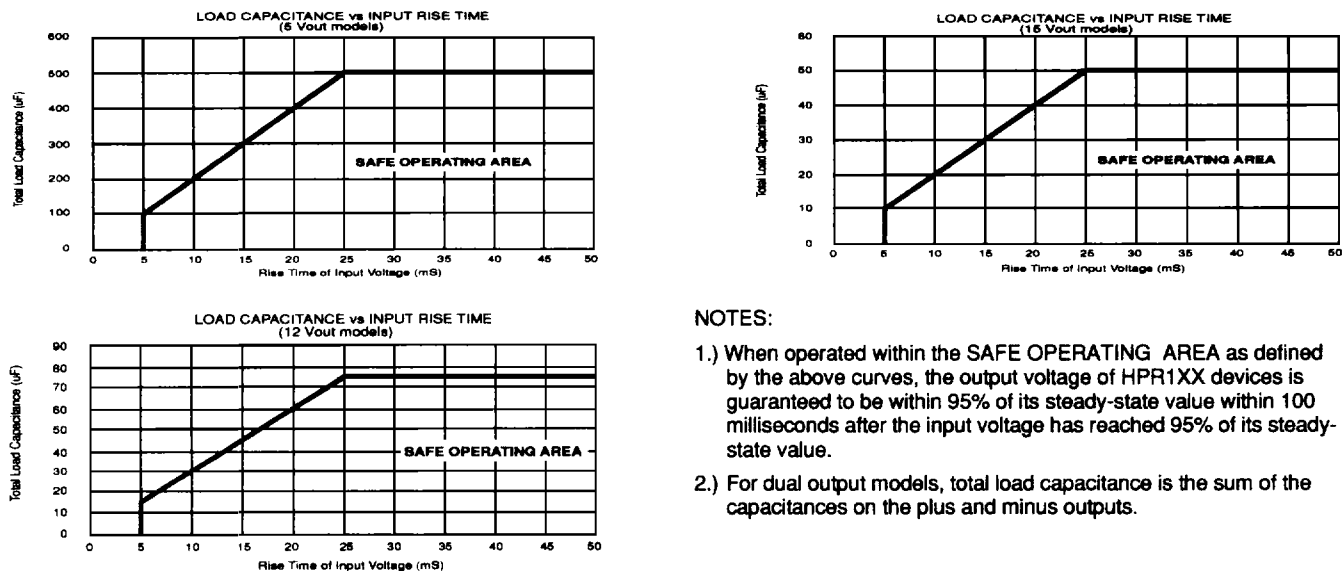 LOAD CAPACITANCE vs INPUT RISE TIME
(5 Vout models)
600
500
400
300
200
100
0
Total Load Capacitance (uF)
SAFE OPERATING AREA
0 5 10 15 20 25 30 35 40 45 50
Rise Time of Input Voltage (mS)
LOAD CAPACITANCE vs INPUT RISE TIME
(15 Vout models)
60
50
40
30
20
10
0
Total Load Capacitance (uF)
SAFE OPERATING AREA
0 5 10 15 20 25 30 35 40 45 50
Rise Time of Input Voltage (mS)
LOAD CAPACITANCE vs INPUT RISE TIME
(12 Vout models)
90
80
70
60
50
40
30
20
10
0
Total Load Capacitance (uF)
SAFE OPERATING AREA
0 5 10 15 20 25 30 35 40 45 50
Rise Time of Input Voltage (mS)
NOTES:
1.) When operated within the SAFE OPERATING AREA as defined
by the above curves, the output voltage of HPR1XX devices is
guaranteed to be within 95% of its steady-state value within 100
milliseconds after the input voltage has reached 95% of its steady-
state value.
2.) For dual output models, total load capacitance is the sum of the
capacitances on the plus and minus outputs.